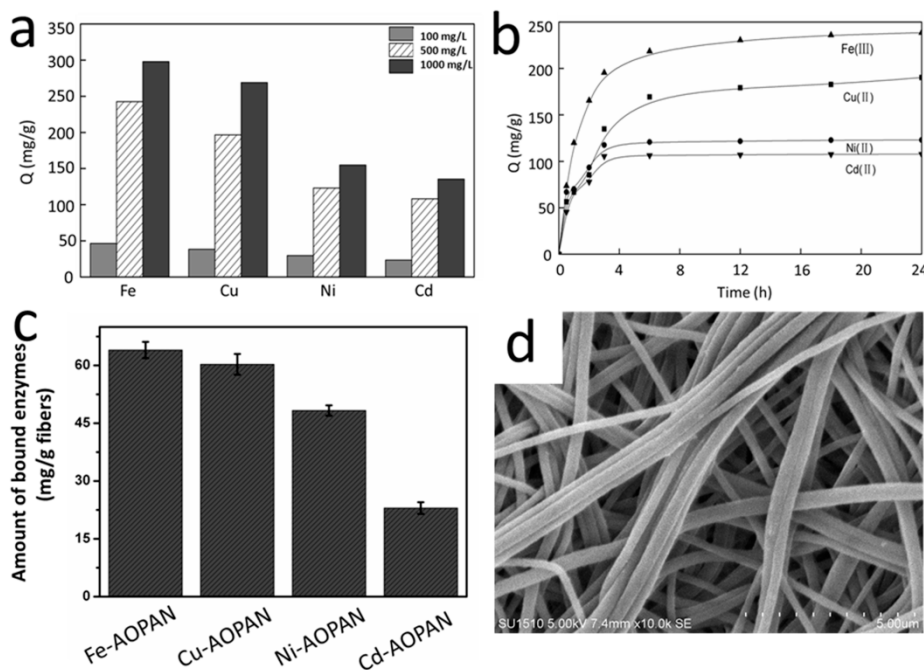 a
350
300
250
200
150
100
50
0
Q (mg/g)
100 mg/L
500 mg/L
1000 mg/L
Fe Cu Ni Cd
b
250
200
150
100
50
0
Q (mg/g)
Fe(III)
Cu(II)
Ni(II)
Cd(II)
0 4 8 12 16 20 24
Time (h)
c
60
45
30
15
0
Amount of bound enzymes
(mg/g fibers)
Fe-AOPAN Cu-AOPAN Ni-AOPAN Cd-AOPAN
d
SU1510 5.00kV 7.4mm x10.0k SE 5.00um